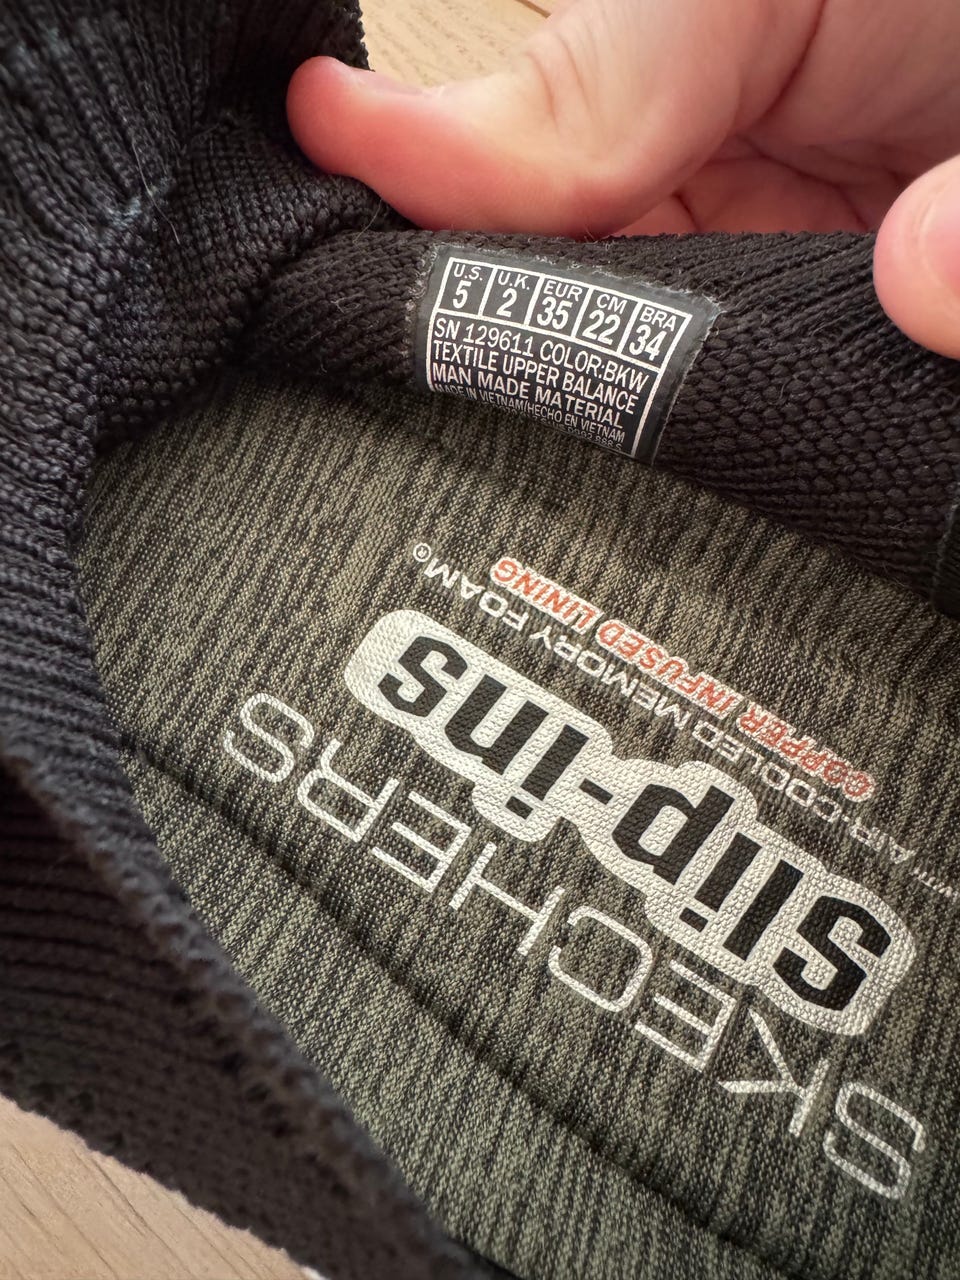 U.S. U.K. EUR CM BRA
5 2 35 22 34
SN 129611 COLOR:BKW
TEXTILE UPPER BALANCE
MAN MADE MATERIAL
MADE IN VIETNAM/HECHO EN VIETNAM
SKECHERS
slip-ins
AIR-COOLED MEMORY FOAM®
COPPER INFUSED LINING